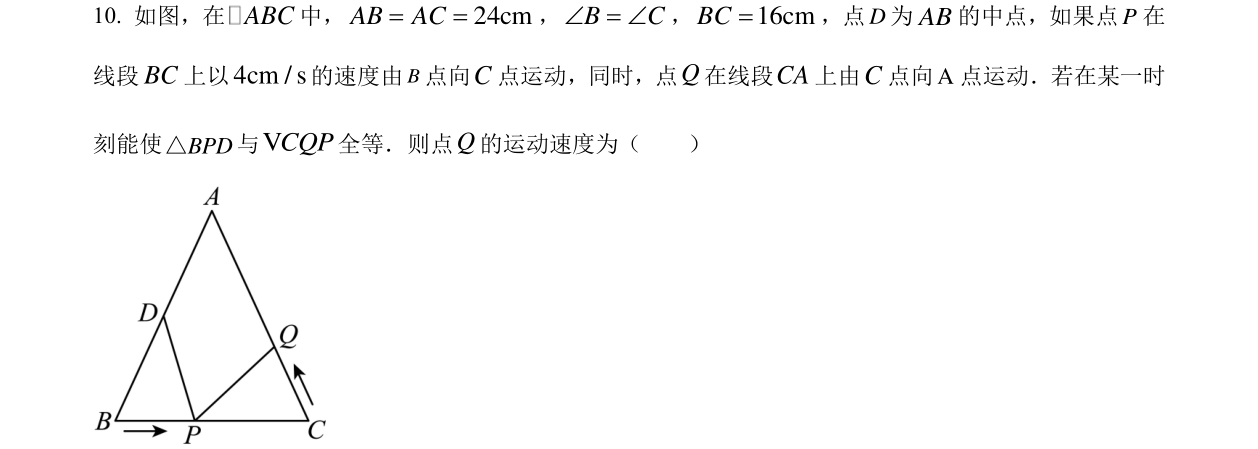 10. 如图，在□ABC 中， AB = AC = 24cm ，∠B = ∠C ， BC = 16cm ，点 D 为 AB 的中点，如果点 P 在
线段 BC 上以 4cm / s 的速度由 B 点向 C 点运动，同时，点 Q 在线段 CA 上由 C 点向 A 点运动．若在某一时
刻能使 △BPD 与 VCQP 全等．则点 Q 的运动速度为（　　）
A
D
Q
B
P
C